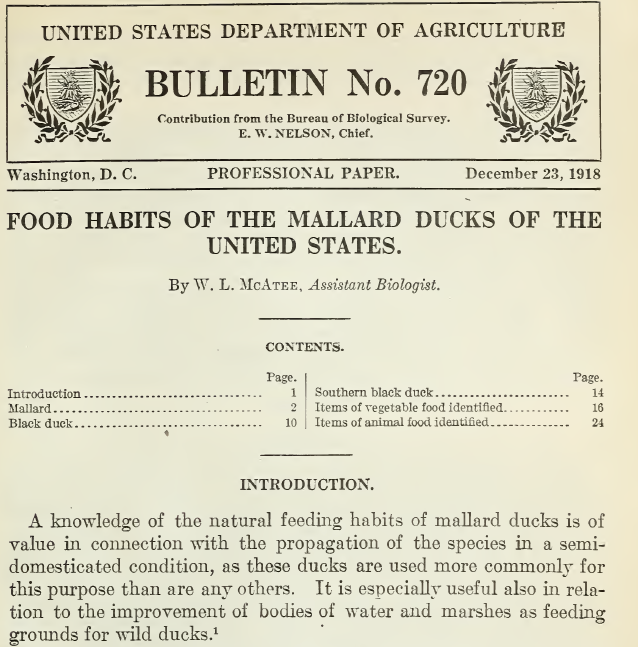 UNITED STATES DEPARTMENT OF AGRICULTURE
BULLETIN No. 720
Contribution from the Bureau of Biological Survey.
E. W. NELSON, Chief.
Washington, D. C. PROFESSIONAL PAPER. December 23, 1918
FOOD HABITS OF THE MALLARD DUCKS OF THE
UNITED STATES.
By W. L. McAtee, Assistant Biologist.
CONTENTS.
Page.
Introduction 1
Mallard 2
Black duck 10
Page.
Southern black duck 14
Items of vegetable food identified 16
Items of animal food identified 24
INTRODUCTION.
A knowledge of the natural feeding habits of mallard ducks is of
value in connection with the propagation of the species in a semi-
domesticated condition, as these ducks are used more commonly for
this purpose than are any others. It is especially useful also in rela-
tion to the improvement of bodies of water and marshes as feeding
grounds for wild ducks.¹